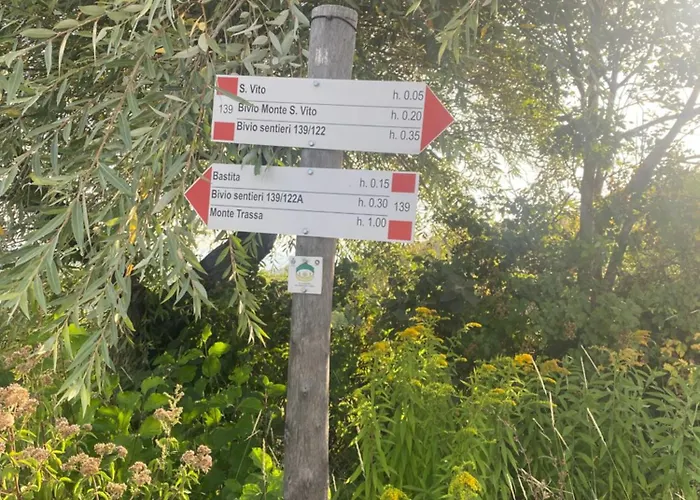 S. Vito h. 0.05
139 Bivio Monte S. Vito h. 0.20
Bivio sentieri 139/122 h. 0.35
Bastita h. 0.15
Bivio sentieri 139/122A h. 0.30 139
Monte Trassa h. 1.00